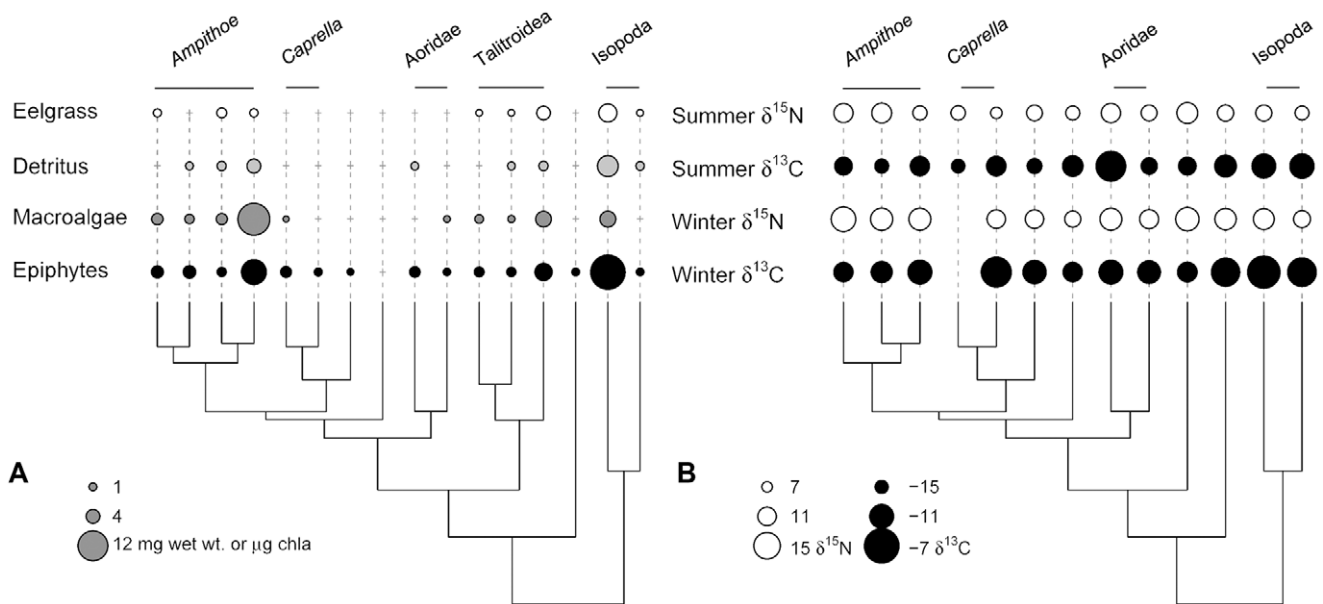 Ampithoe
Caprella
Aoridae
Talitroidea
Isopoda
Eelgrass
Detritus
Macroalgae
Epiphytes
A
1
4
12 mg wet wt. or μg chla
Ampithoe
Caprella
Aoridae
Isopoda
Summer δ¹⁵N
Summer δ¹³C
Winter δ¹⁵N
Winter δ¹³C
B
7
11
15 δ¹⁵N
−15
−11
−7 δ¹³C